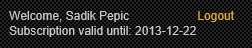 Welcome, Sadik Pepic Logout
Subscription valid until: 2013-12-22